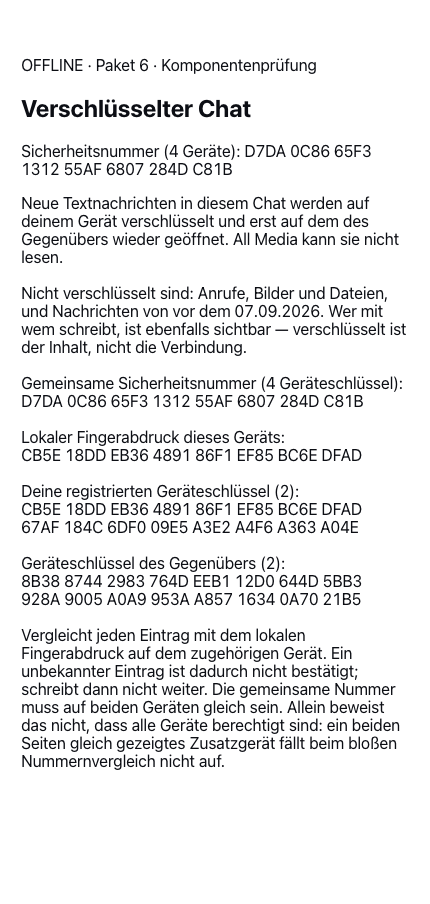 OFFLINE · Paket 6 · Komponentenprüfung
Verschlüsselter Chat
Sicherheitsnummer (4 Geräte): D7DA 0C86 65F3
1312 55AF 6807 284D C81B
Neue Textnachrichten in diesem Chat werden auf
deinem Gerät verschlüsselt und erst auf dem des
Gegenübers wieder geöffnet. All Media kann sie nicht
lesen.
Nicht verschlüsselt sind: Anrufe, Bilder und Dateien,
und Nachrichten von vor dem 07.09.2026. Wer mit
wem schreibt, ist ebenfalls sichtbar — verschlüsselt ist
der Inhalt, nicht die Verbindung.
Gemeinsame Sicherheitsnummer (4 Geräteschlüssel):
D7DA 0C86 65F3 1312 55AF 6807 284D C81B
Lokaler Fingerabdruck dieses Geräts:
CB5E 18DD EB36 4891 86F1 EF85 BC6E DFAD
Deine registrierten Geräteschlüssel (2):
CB5E 18DD EB36 4891 86F1 EF85 BC6E DFAD
67AF 184C 6DF0 09E5 A3E2 A4F6 A363 A04E
Geräteschlüssel des Gegenübers (2):
8B38 8744 2983 764D EEB1 12D0 644D 5BB3
928A 9005 A0A9 953A A857 1634 0A70 21B5
Vergleicht jeden Eintrag mit dem lokalen
Fingerabdruck auf dem zugehörigen Gerät. Ein
unbekannter Eintrag ist dadurch nicht bestätigt;
schreibt dann nicht weiter. Die gemeinsame Nummer
muss auf beiden Geräten gleich sein. Allein beweist
das nicht, dass alle Geräte berechtigt sind: ein beiden
Seiten gleich gezeigtes Zusatzgerät fällt beim bloßen
Nummernvergleich nicht auf.